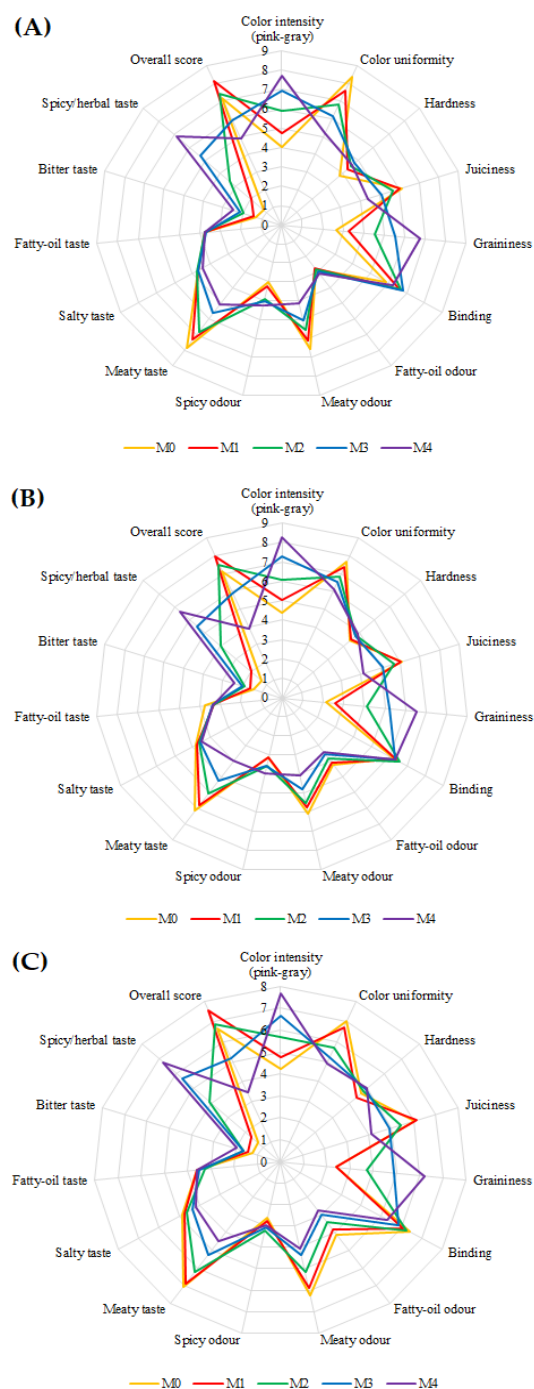 (A)
Color intensity
(pink-gray)
Overall score
Color uniformity
Spicy/herbal taste
Hardness
Bitter taste
Juiciness
Fatty-oil taste
Graininess
Salty taste
Binding
Meaty taste
Fatty-oil odour
Spicy odour
Meaty odour
9
8
7
6
5
4
3
2
1
0
M0 M1 M2 M3 M4
(B)
Color intensity
(pink-gray)
Overall score
Color uniformity
Spicy/herbal taste
Hardness
Bitter taste
Juiciness
Fatty-oil taste
Graininess
Salty taste
Binding
Meaty taste
Fatty-oil odour
Spicy odour
Meaty odour
9
8
7
6
5
4
3
2
1
0
M0 M1 M2 M3 M4
(C)
Color intensity
(pink-gray)
Overall score
Color uniformity
Spicy/herbal taste
Hardness
Bitter taste
Juiciness
Fatty-oil taste
Graininess
Salty taste
Binding
Meaty taste
Fatty-oil odour
Spicy odour
Meaty odour
8
7
6
5
4
3
2
1
0
M0 M1 M2 M3 M4